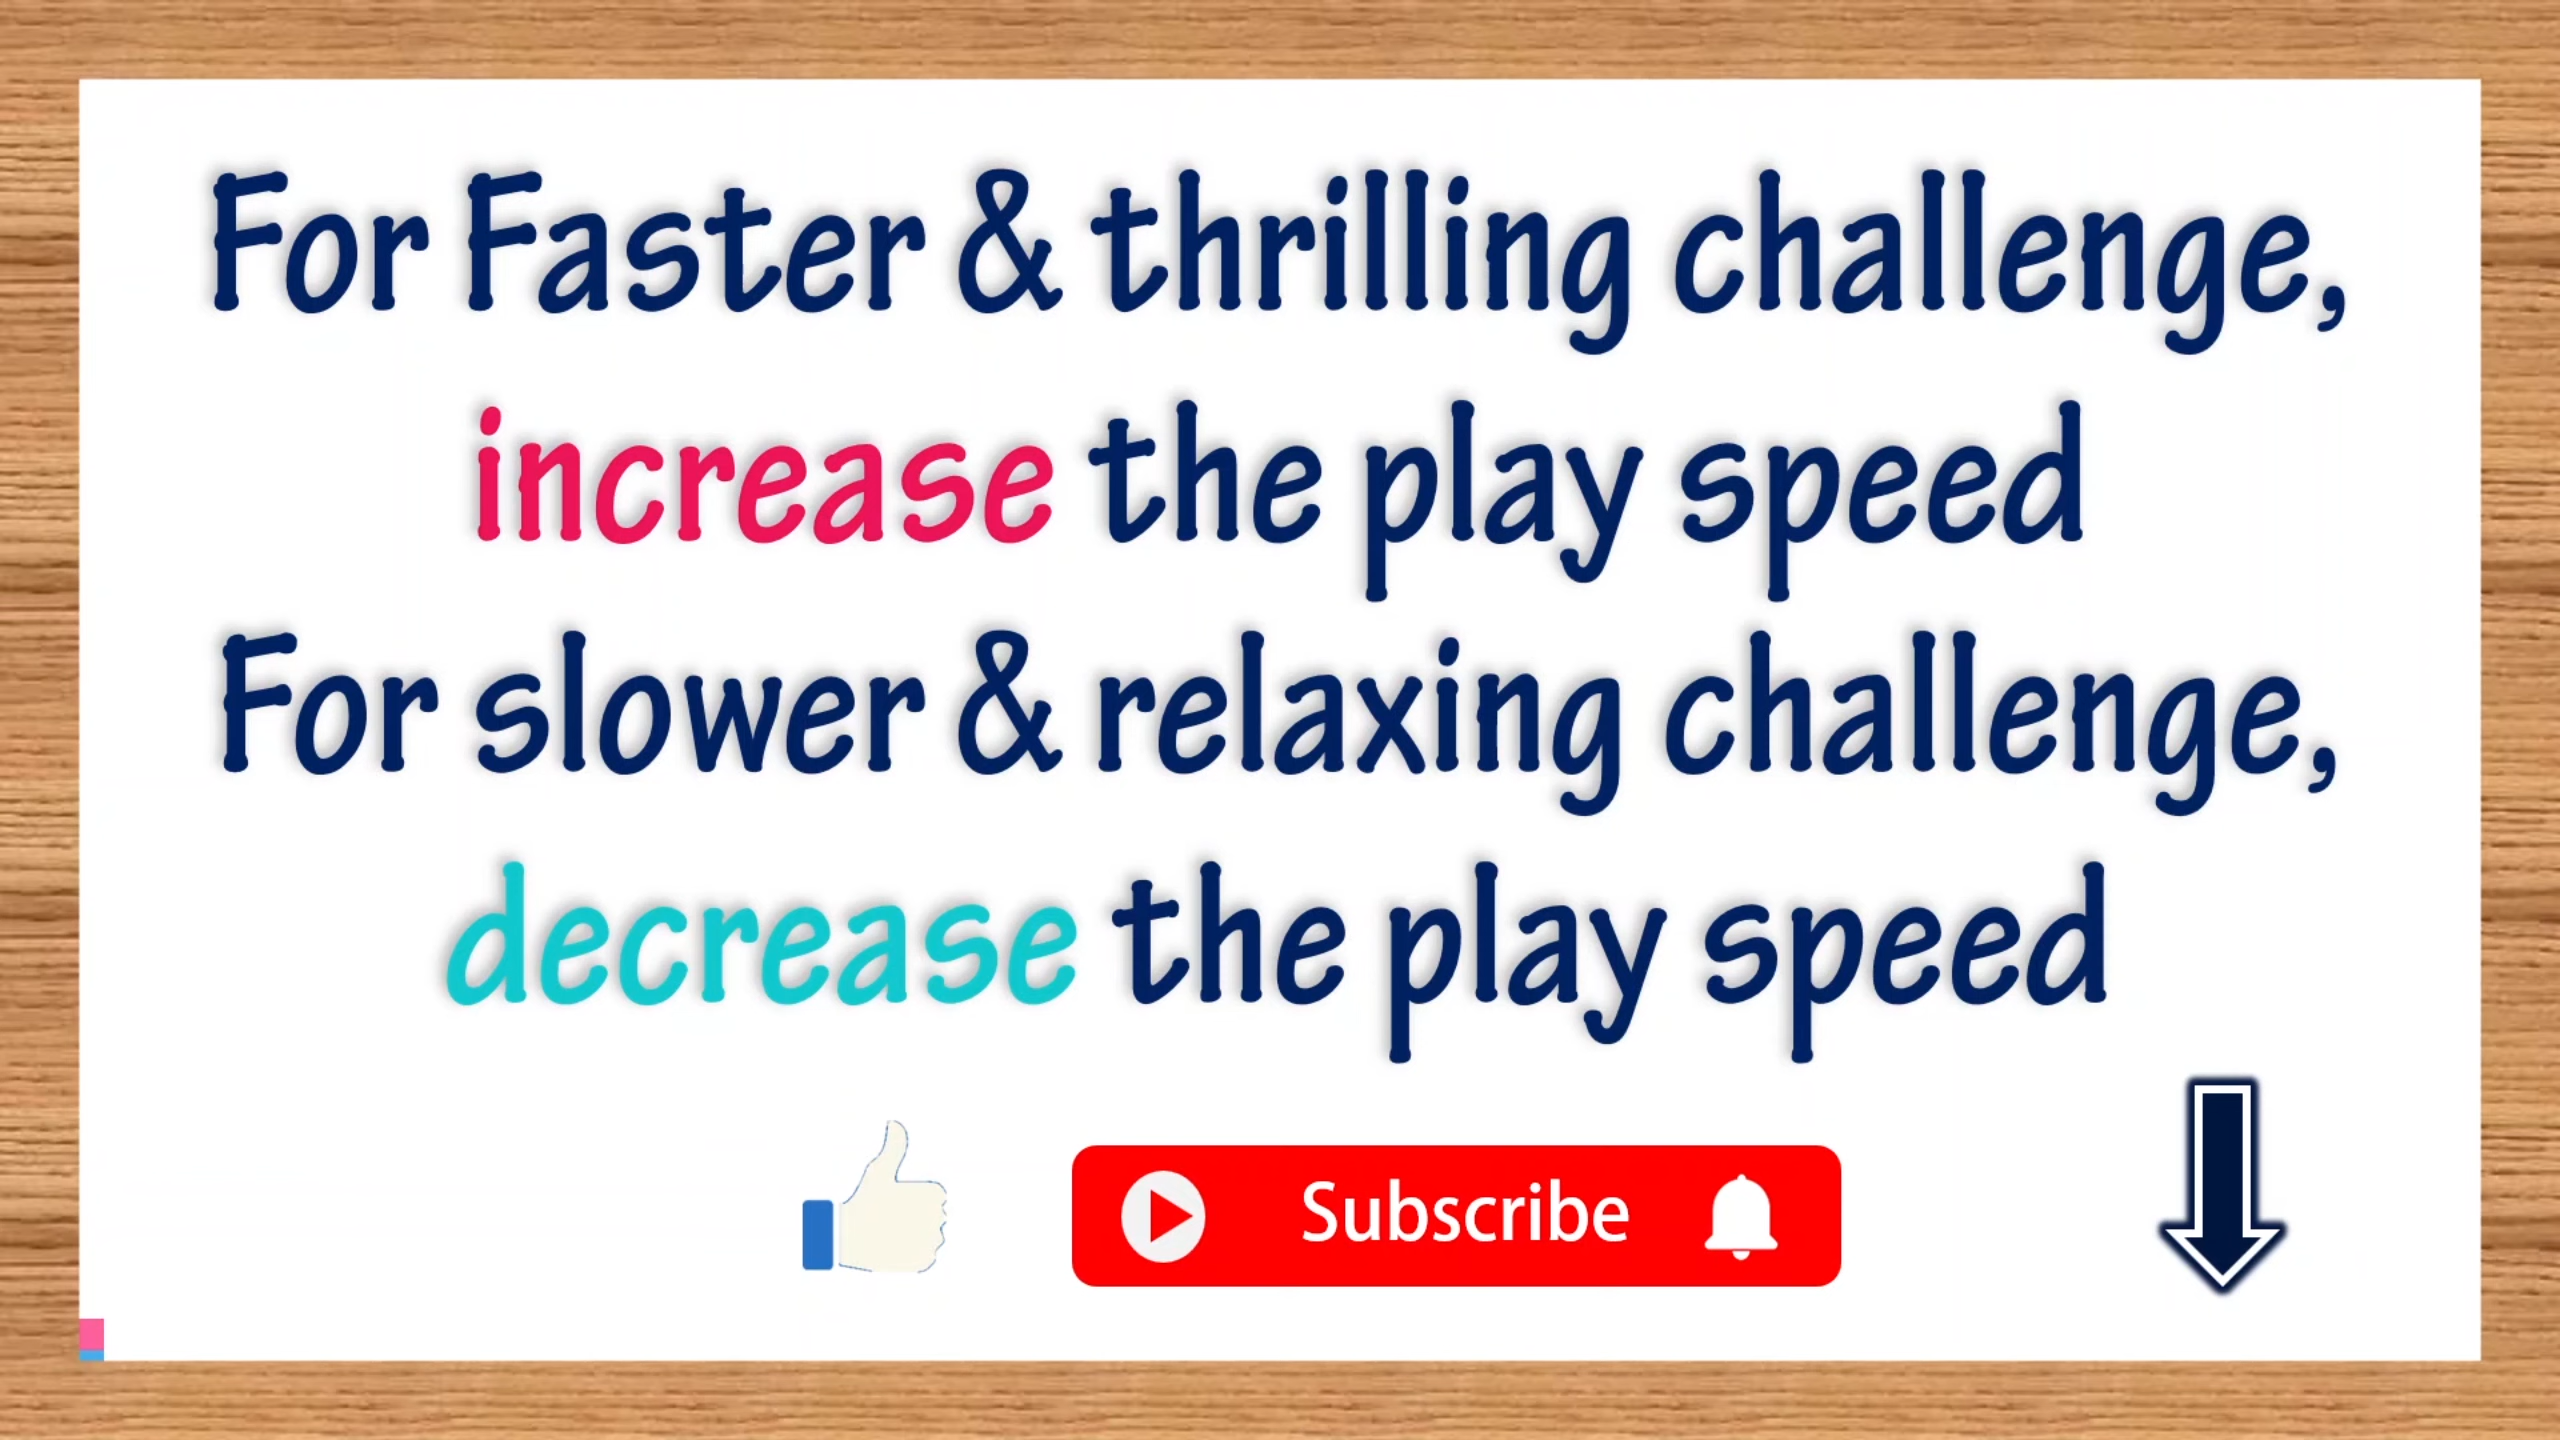 For Faster & thrilling challenge,
increase the play speed
For slower & relaxing challenge,
decrease the play speed
Subscribe